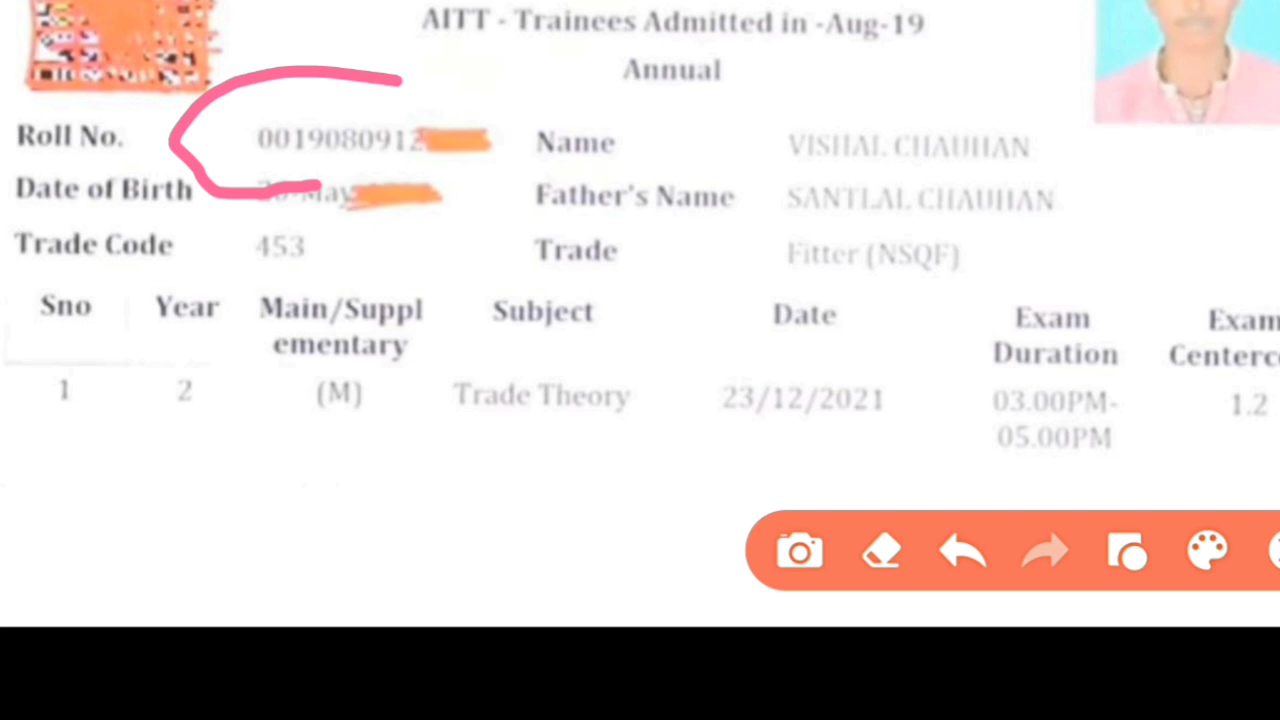 AITT - Trainees Admitted in -Aug-19
Annual
Roll No. 0019080912 Name VISHAL CHAUHAN
Date of Birth May Father's Name SANTLAL CHAUHAN
Trade Code 453 Trade Fitter (NSQF)
Sno Year Main/Suppl Subject Date Exam Exam
ementary Duration Centerc
1 2 (M) Trade Theory 23/12/2021 03.00PM- 1.2
05.00PM